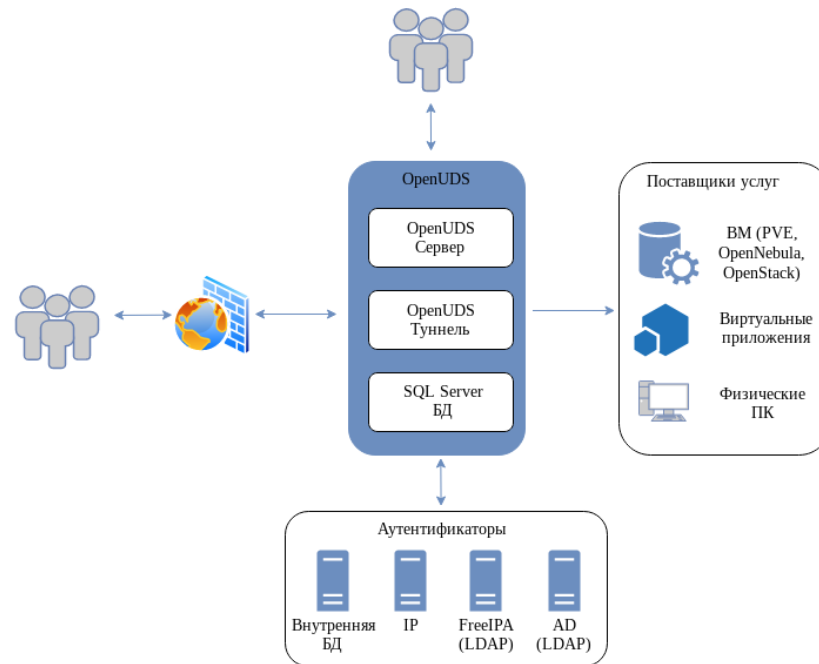 OpenUDS
OpenUDS
Сервер
OpenUDS
Туннель
SQL Server
БД
Поставщики услуг
ВМ (PVE,
OpenNebula,
OpenStack)
Виртуальные
приложения
Физические
ПК
Аутентификаторы
Внутренняя
БД
IP
FreeIPA
(LDAP)
AD
(LDAP)